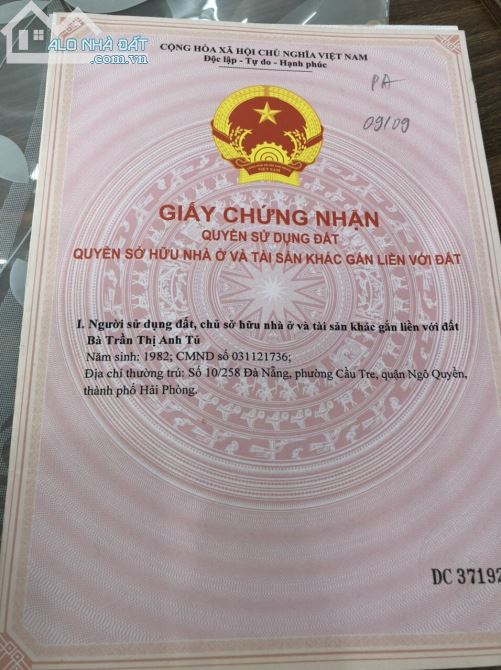 ALO NHÀ ĐẤT
.com.vn
CỘNG HÒA XÃ HỘI CHỦ NGHĨA VIỆT NAM
Độc lập - Tự do - Hạnh phúc
PA
09/09
VIỆT NAM
GIẤY CHỨNG NHẬN
QUYỀN SỬ DỤNG ĐẤT
QUYỀN SỞ HỮU NHÀ Ở VÀ TÀI SẢN KHÁC GẮN LIỀN VỚI ĐẤT
I. Người sử dụng đất, chủ sở hữu nhà ở và tài sản khác gắn liền với đất
Bà Trần Thị Anh Tú
Năm sinh: 1982; CMND số 031121736;
Địa chỉ thường trú: Số 10/258 Đà Nẵng, phường Cầu Tre, quận Ngô Quyền,
thành phố Hải Phòng.
DC 37192